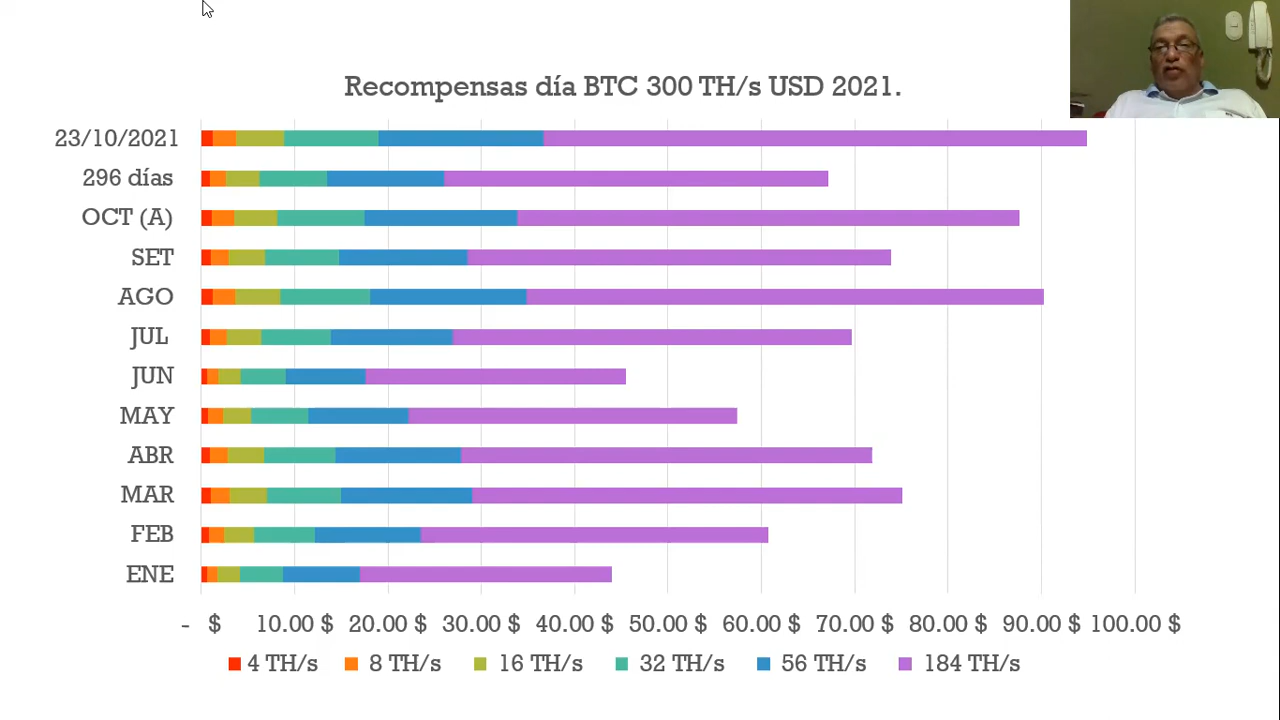 Recompensas día BTC 300 TH/s USD 2021.
23/10/2021
296 días
OCT (A)
SET
AGO
JUL
JUN
MAY
ABR
MAR
FEB
ENE
- $ 10.00 $ 20.00 $ 30.00 $ 40.00 $ 50.00 $ 60.00 $ 70.00 $ 80.00 $ 90.00 $ 100.00 $
4 TH/s 8 TH/s 16 TH/s 32 TH/s 56 TH/s 184 TH/s